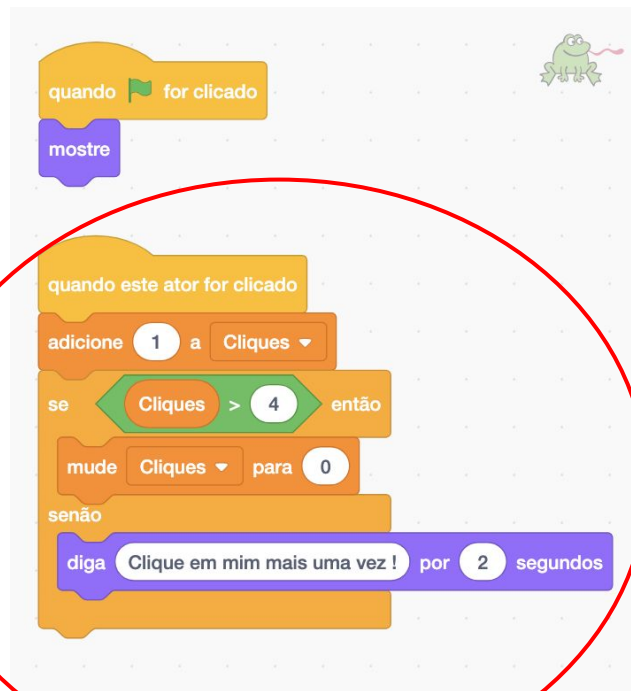 quando for clicado
mostre
quando este ator for clicado
adicione 1 a Cliques
se Cliques > 4 então
mude Cliques para 0
senão
diga Clique em mim mais uma vez ! por 2 segundos